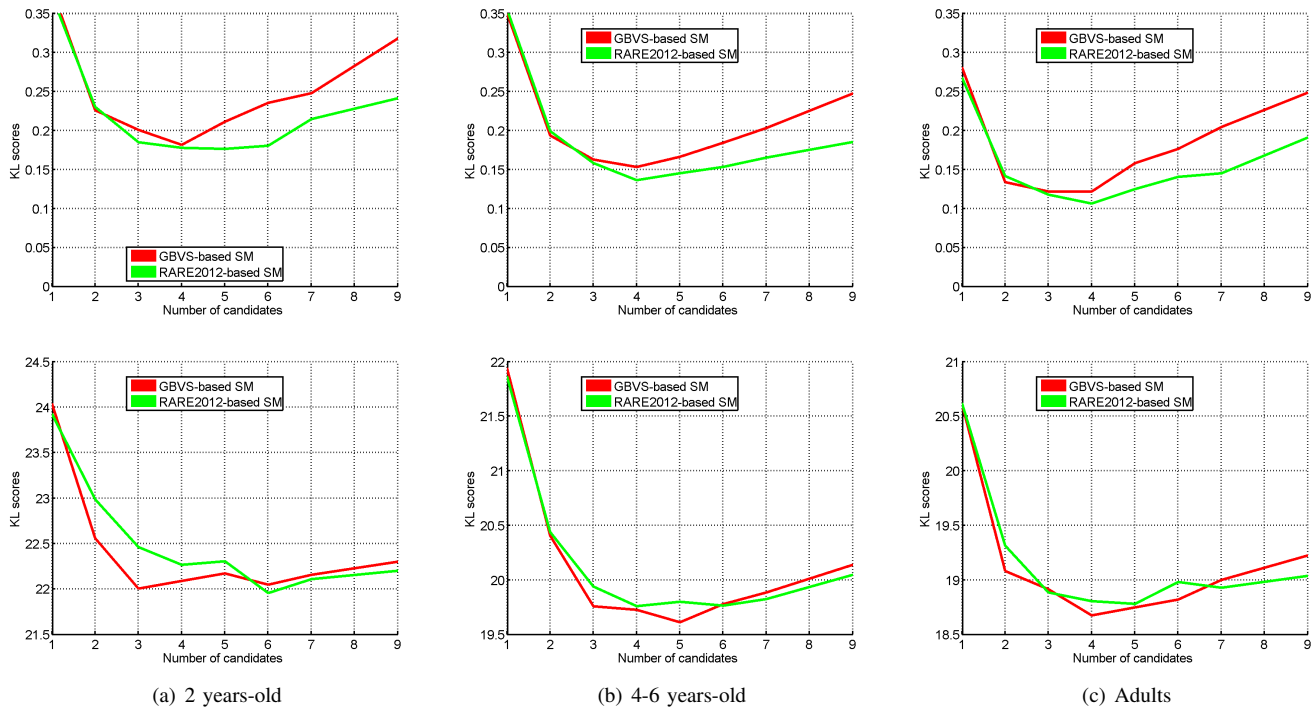 0.35
0.3
0.25
0.2
0.15
0.1
0.05
0
KL scores
GBVS-based SM
RARE2012-based SM
1 2 3 4 5 6 7 8 9
Number of candidates
0.35
0.3
0.25
0.2
0.15
0.1
0.05
0
KL scores
GBVS-based SM
RARE2012-based SM
1 2 3 4 5 6 7 8 9
Number of candidates
0.35
0.3
0.25
0.2
0.15
0.1
0.05
0
KL scores
GBVS-based SM
RARE2012-based SM
1 2 3 4 5 6 7 8 9
Number of candidates
24.5
24
23.5
23
22.5
22
21.5
KL scores
GBVS-based SM
RARE2012-based SM
1 2 3 4 5 6 7 8 9
Number of candidates
22
21.5
21
20.5
20
19.5
KL scores
GBVS-based SM
RARE2012-based SM
1 2 3 4 5 6 7 8 9
Number of candidates
21
20.5
20
19.5
19
18.5
KL scores
GBVS-based SM
RARE2012-based SM
1 2 3 4 5 6 7 8 9
Number of candidates
(a) 2 years-old
(b) 4-6 years-old
(c) Adults